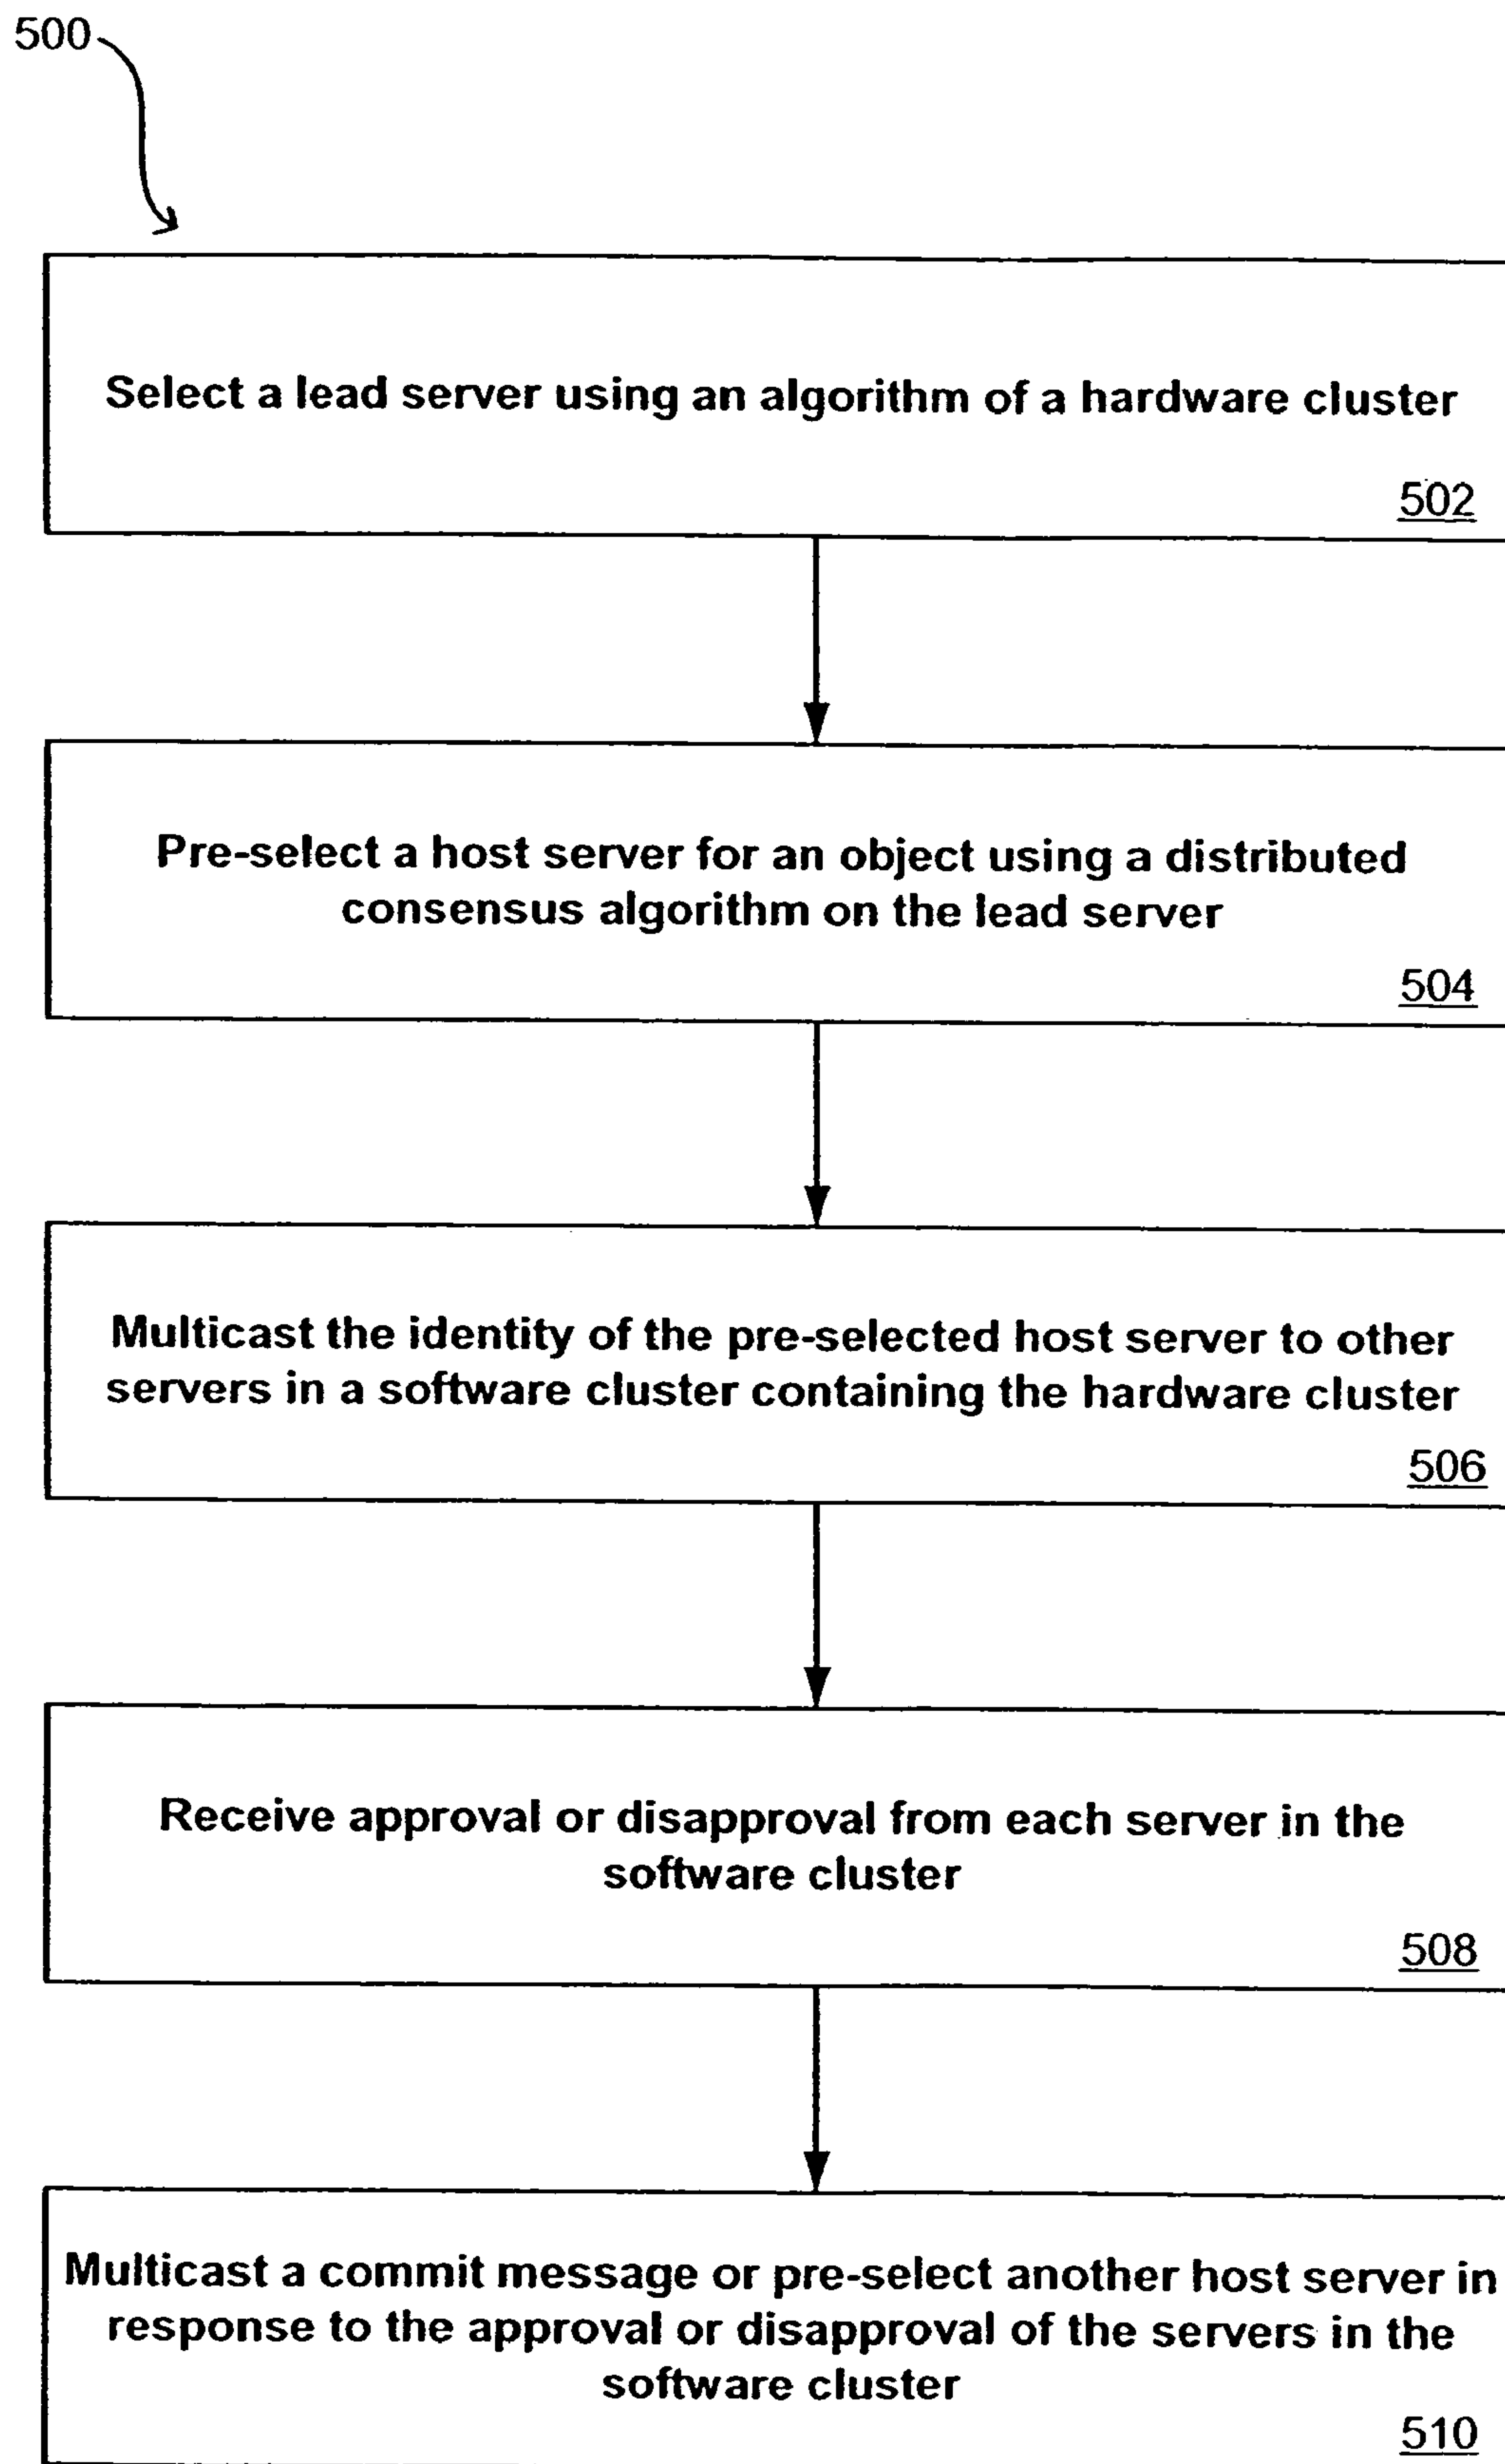 500
Select a lead server using an algorithm of a hardware cluster
502
Pre-select a host server for an object using a distributed
consensus algorithm on the lead server
504
Multicast the identity of the pre-selected host server to other
servers in a software cluster containing the hardware cluster
506
Receive approval or disapproval from each server in the
software cluster
508
Multicast a commit message or pre-select another host server in
response to the approval or disapproval of the servers in the
software cluster
510